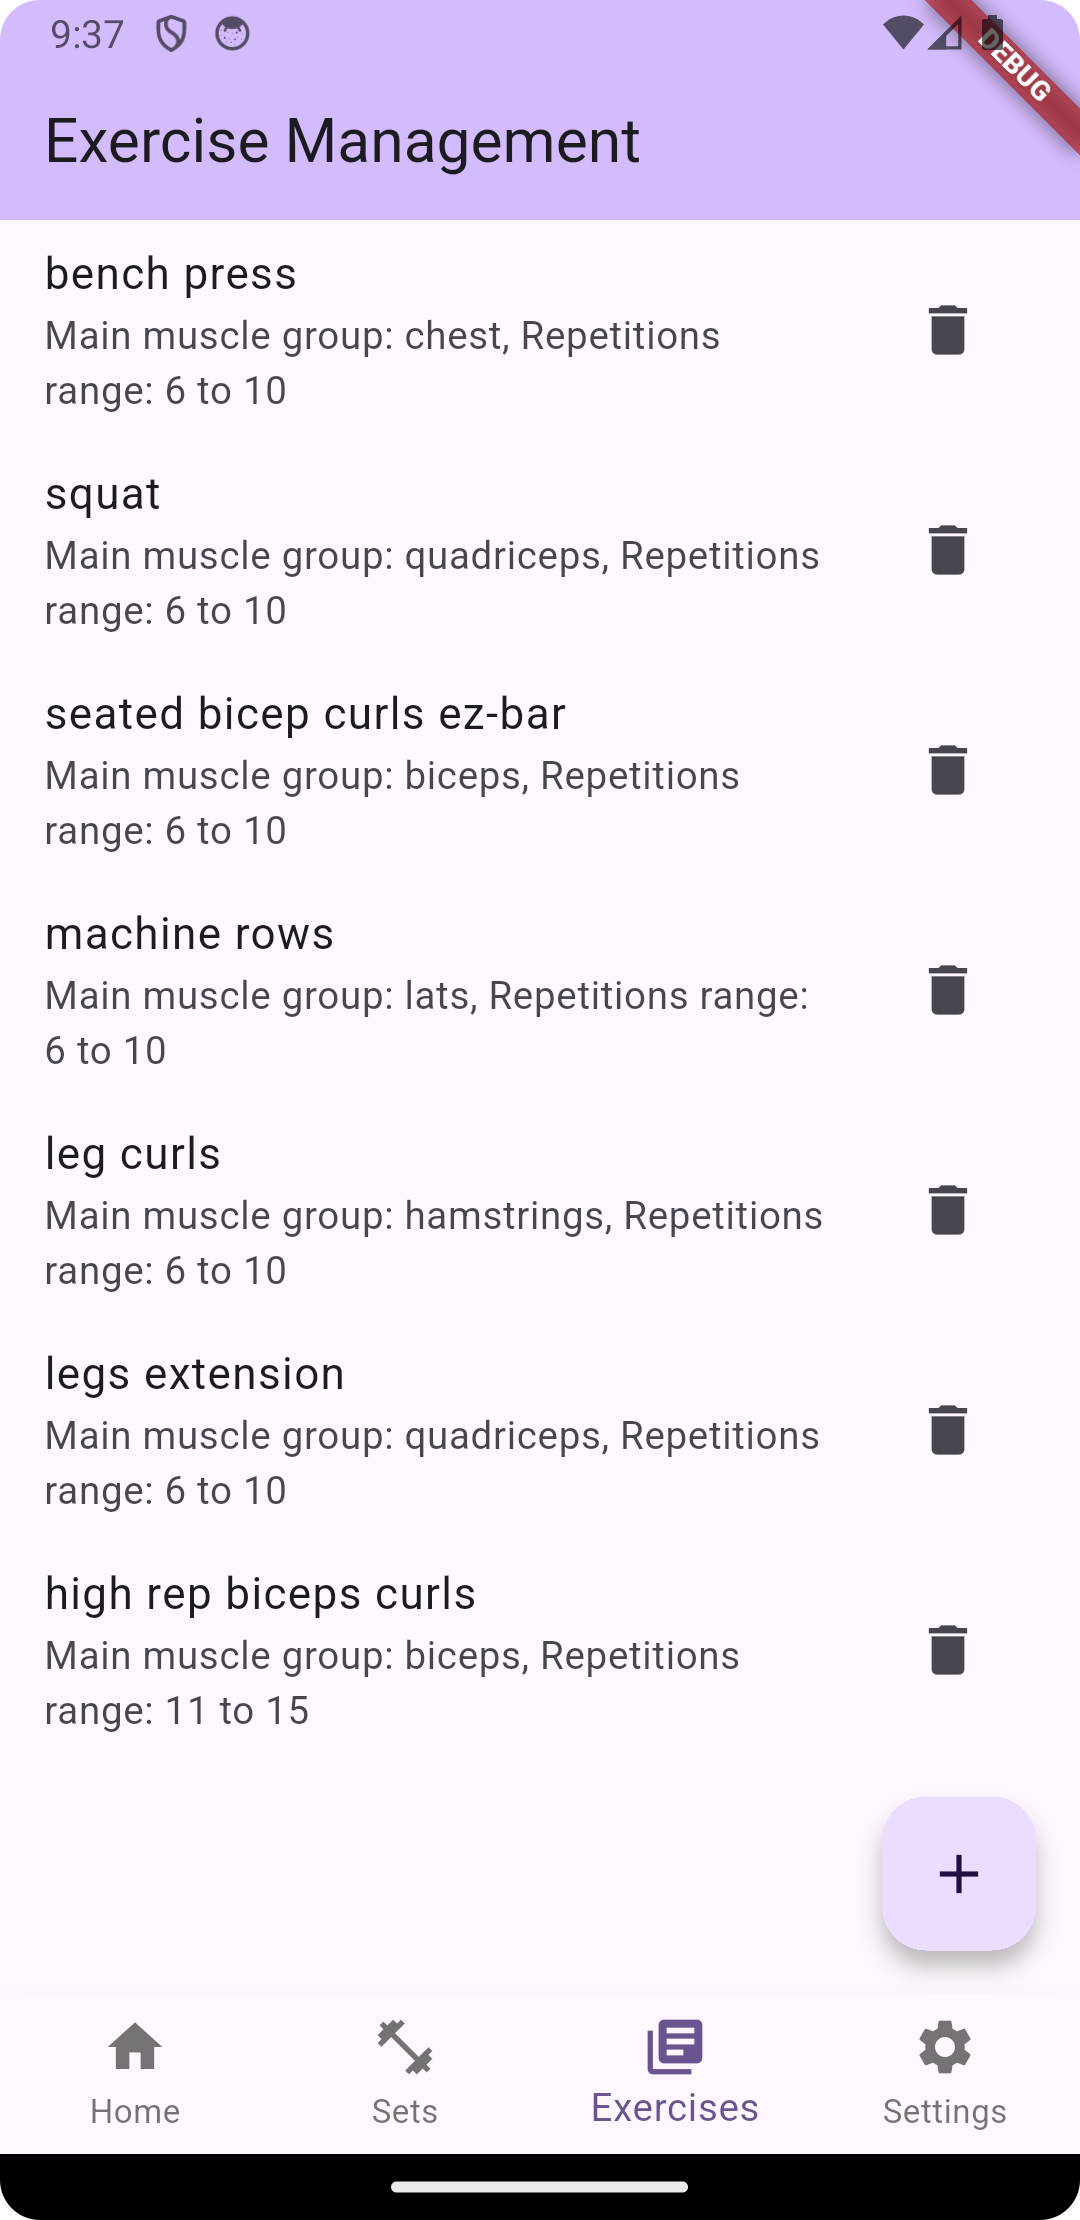 9:37
DEBUG
Exercise Management
bench press
Main muscle group: chest, Repetitions
range: 6 to 10
squat
Main muscle group: quadriceps, Repetitions
range: 6 to 10
seated bicep curls ez-bar
Main muscle group: biceps, Repetitions
range: 6 to 10
machine rows
Main muscle group: lats, Repetitions range:
6 to 10
leg curls
Main muscle group: hamstrings, Repetitions
range: 6 to 10
legs extension
Main muscle group: quadriceps, Repetitions
range: 6 to 10
high rep biceps curls
Main muscle group: biceps, Repetitions
range: 11 to 15
Home Sets Exercises Settings